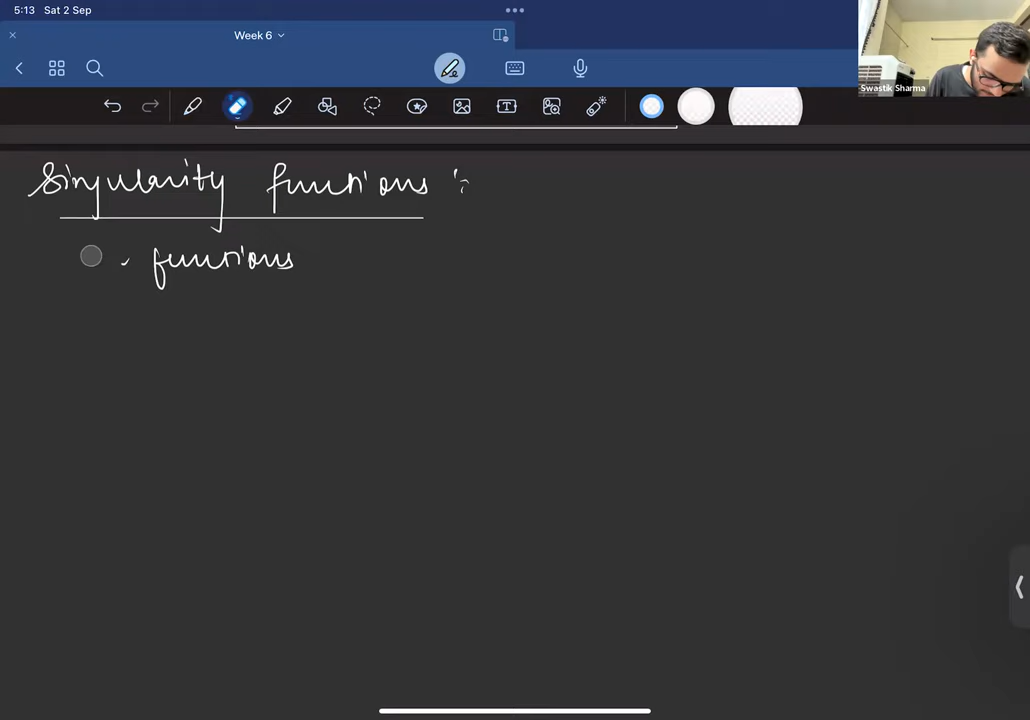 5:13 Sat 2 Sep
Week 6
Swastik Sharma
Singularity functions :
functions